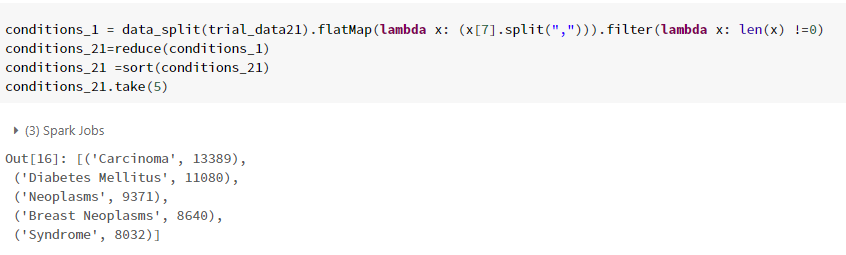 conditions_1 = data_split(trial_data21).flatMap(lambda x: (x[7].split(","))).filter(lambda x: len(x) !=0)
conditions_21=reduce(conditions_1)
conditions_21 =sort(conditions_21)
conditions_21.take(5)
(3) Spark Jobs
Out[16]: [('Carcinoma', 13389),
('Diabetes Mellitus', 11080),
('Neoplasms', 9371),
('Breast Neoplasms', 8640),
('Syndrome', 8032)]